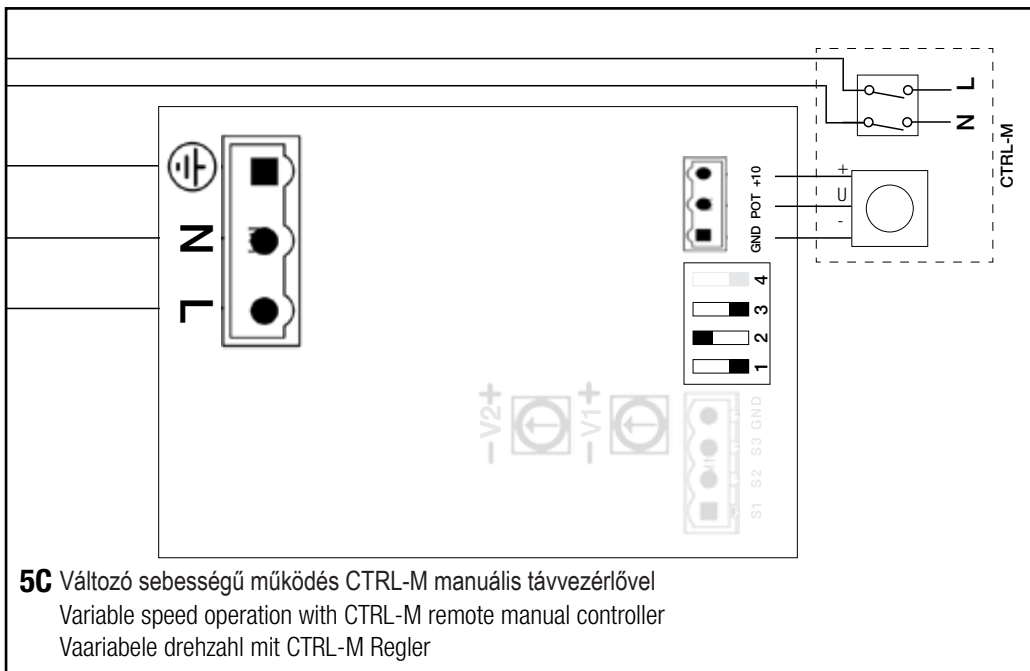 L
N
CTRL-M
N
L
+10
POT
GND
+
U
-
4
3
2
1
−V2+
−V1+
GND
S3
S2
S1
5C Változó sebességű működés CTRL-M manuális távvezérlővel
Variable speed operation with CTRL-M remote manual controller
Vaariabele drehzahl mit CTRL-M Regler